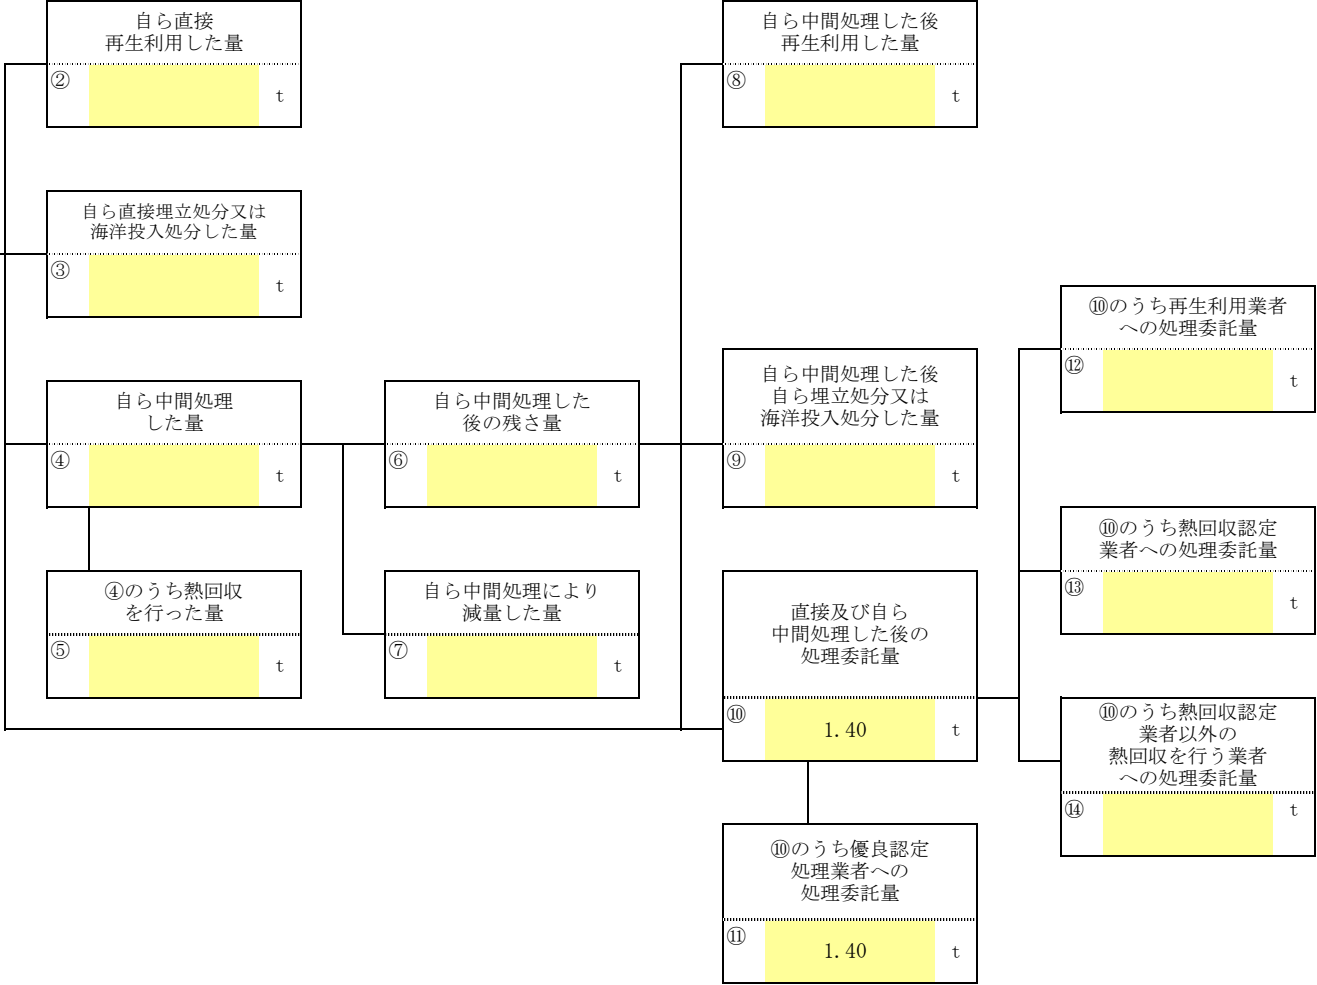 自ら直接
再生利用した量
②
t
自ら中間処理した後
再生利用した量
⑧
t
自ら直接埋立処分又は
海洋投入処分した量
③
t
⑩のうち再生利用業者
への処理委託量
⑫
t
自ら中間処理
した量
④
t
自ら中間処理した
後の残さ量
⑥
t
自ら中間処理した後
自ら埋立処分又は
海洋投入処分した量
⑨
t
⑩のうち熱回収認定
業者への処理委託量
⑬
t
④のうち熱回収
を行った量
⑤
t
自ら中間処理により
減量した量
⑦
t
直接及び自ら
中間処理した後の
処理委託量
⑩
1.40
t
⑩のうち熱回収認定
業者以外の
熱回収を行う業者
への処理委託量
⑭
t
⑩のうち優良認定
処理業者への
処理委託量
⑪
1.40
t